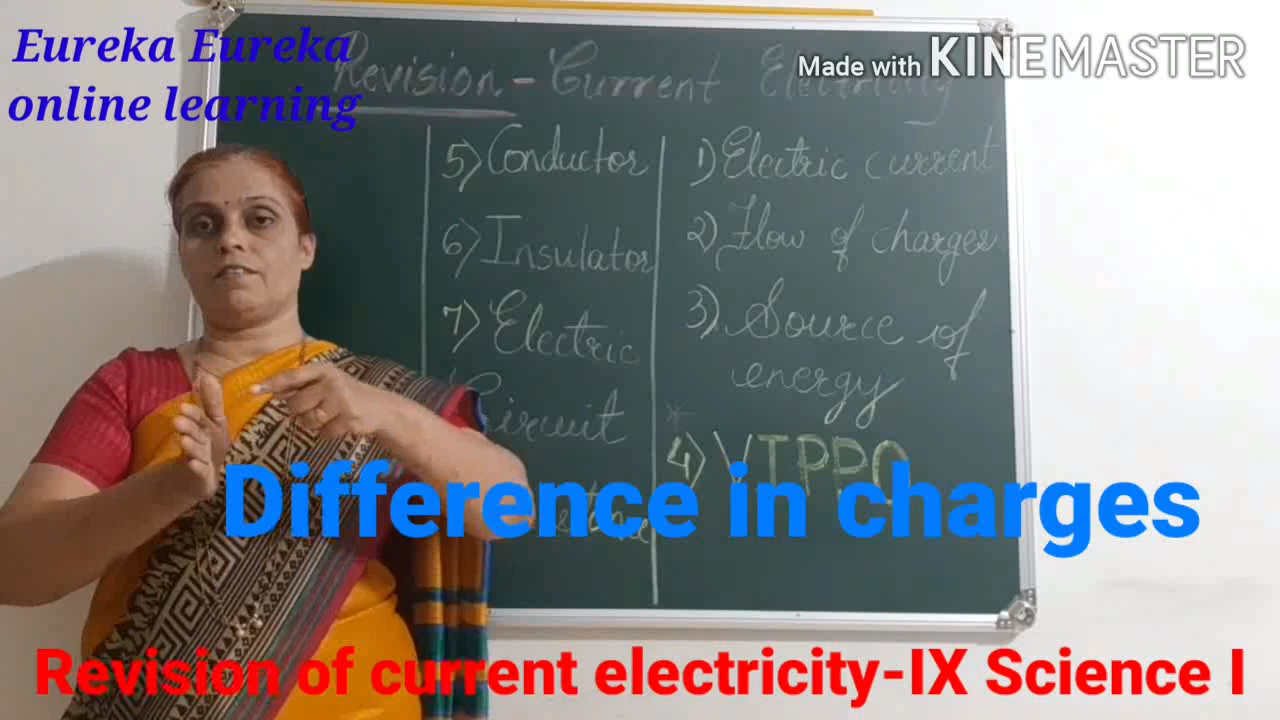 Eureka Eureka
online learning
Made with KINEMASTER
Revision - Current Electricity
1) Electric current
2) Flow of charges
3) Source of
energy
4)
5) Conductor
6) Insulator
7) Electric
Circuit
Difference in charges
Revision of current electricity-IX Science I